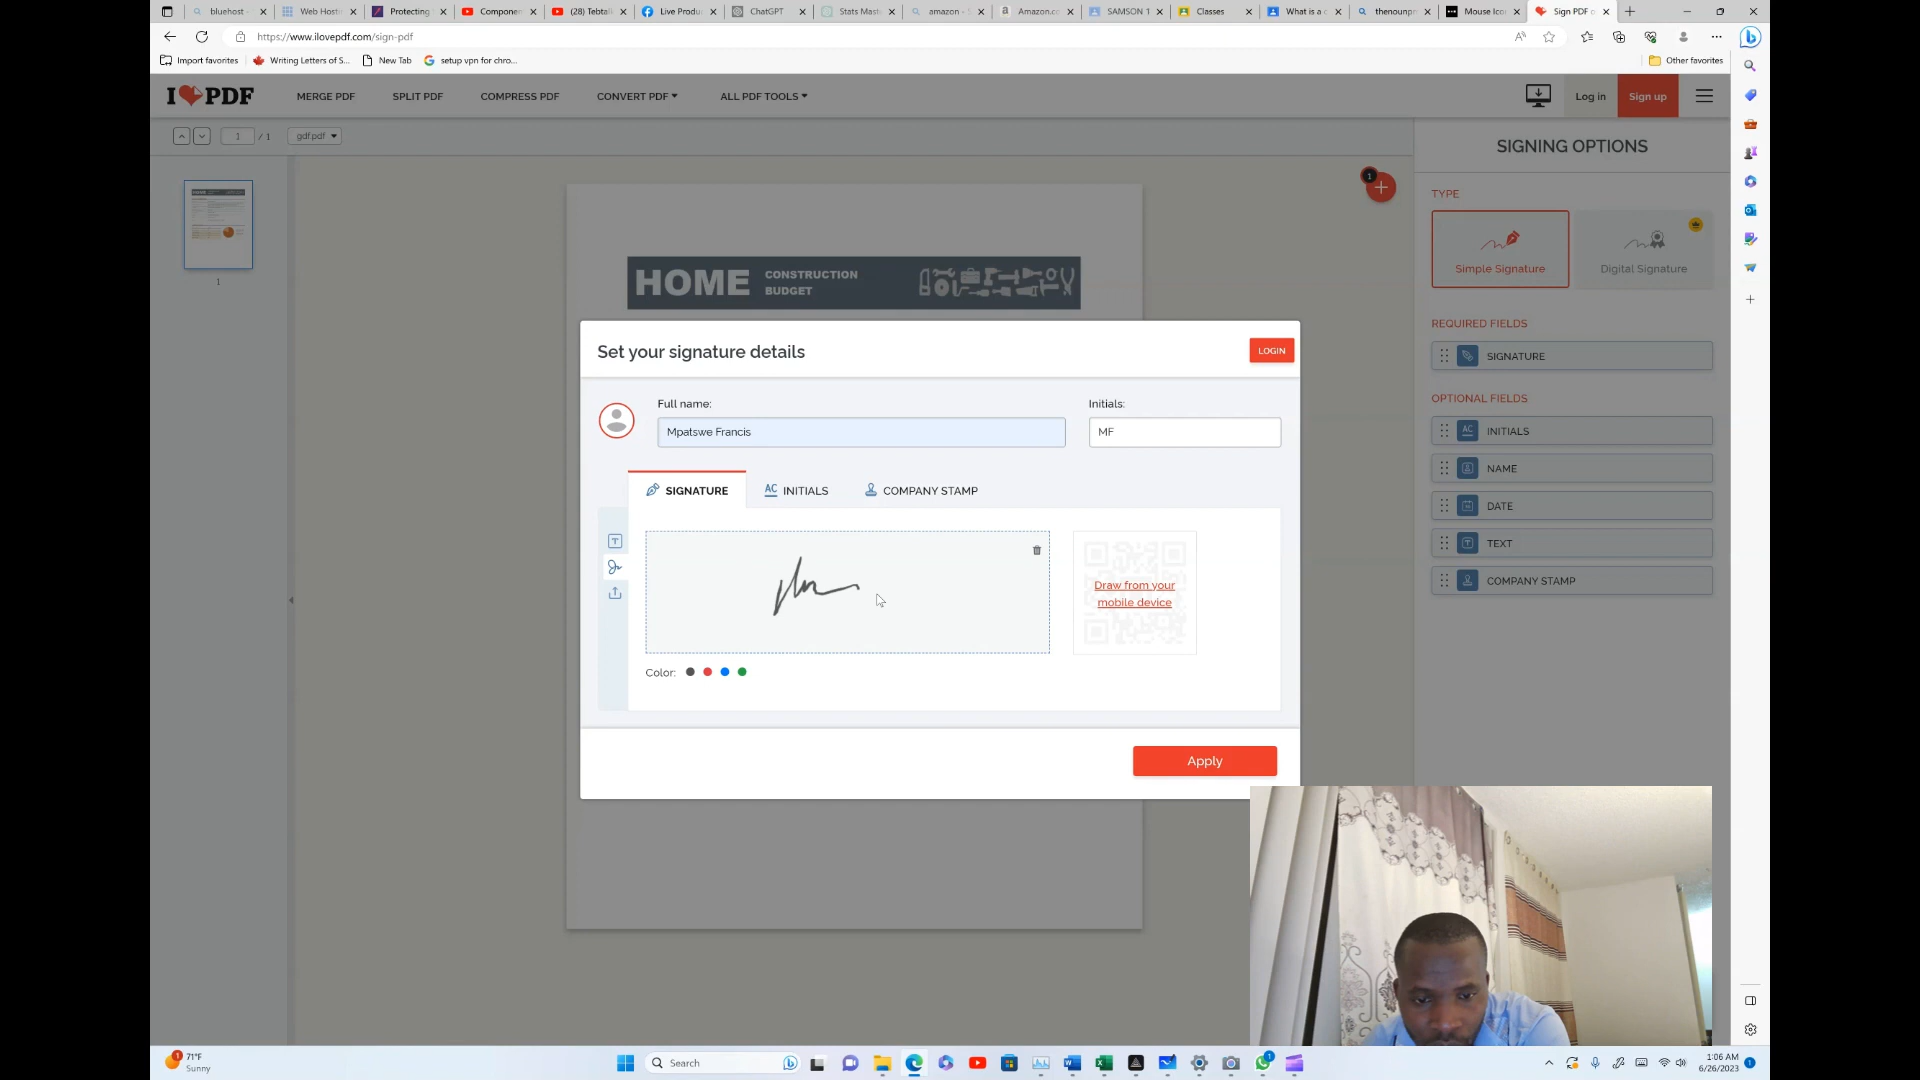 bluehost -
Web Hosti
Protecting
Componen
(28) Tebtalk
Live Produ
ChatGPT
Stats Mast
amazon - S
Amazon.co
SAMSON 1
Classes
What is a c
thenounpr
Mouse Ico
Sign PDF o
https://www.ilovepdf.com/sign-pdf
Import favorites
Writing Letters of S...
New Tab
setup vpn for chro...
Other favorites
I PDF
MERGE PDF
SPLIT PDF
COMPRESS PDF
CONVERT PDF
ALL PDF TOOLS
Log in
Sign up
1 / 1
gdf.pdf
1
SIGNING OPTIONS
TYPE
Simple Signature
Digital Signature
REQUIRED FIELDS
SIGNATURE
OPTIONAL FIELDS
AC INITIALS
NAME
DATE
TEXT
COMPANY STAMP
1
HOME CONSTRUCTION
BUDGET
Set your signature details
LOGIN
Full name:
Mpatswe Francis
Initials:
MF
SIGNATURE
AC INITIALS
COMPANY STAMP
Draw from your
mobile device
Color:
Apply
71°F
Sunny
Search
1:06 AM
6/26/2023